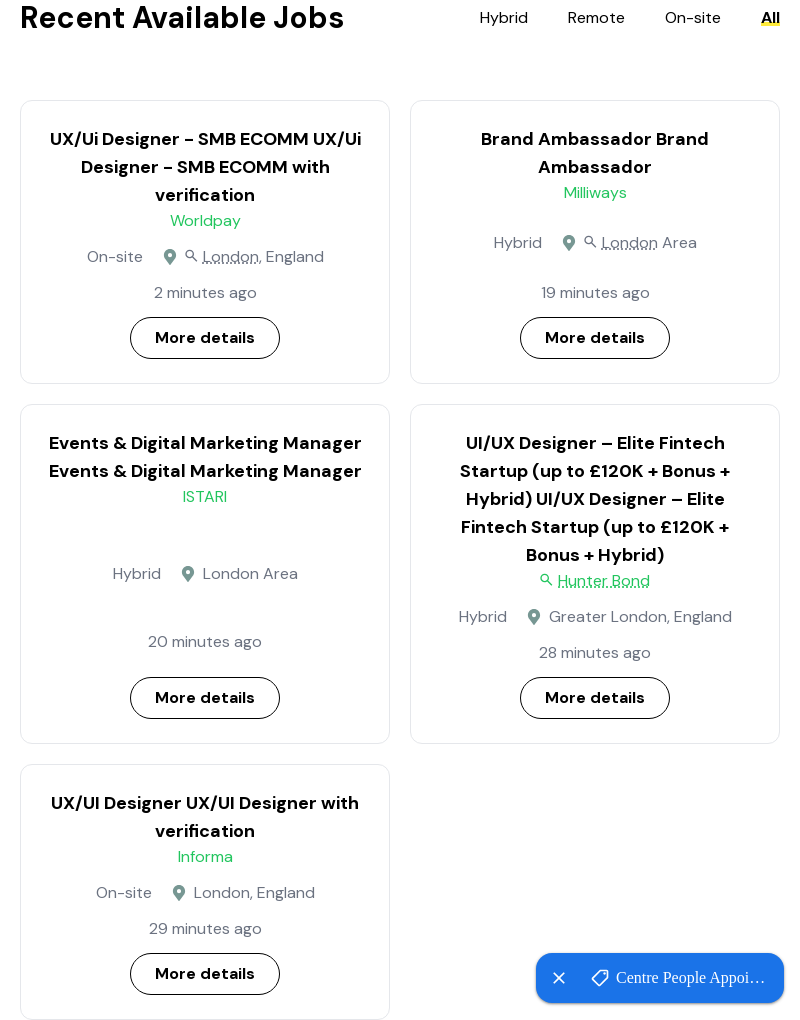 Recent Available Jobs
Hybrid Remote On-site All
UX/Ui Designer - SMB ECOMM UX/Ui
Designer - SMB ECOMM with
verification
Worldpay
On-site London, England
2 minutes ago
More details
Brand Ambassador Brand
Ambassador
Milliways
Hybrid London Area
19 minutes ago
More details
Events & Digital Marketing Manager
Events & Digital Marketing Manager
ISTARI
Hybrid London Area
20 minutes ago
More details
UI/UX Designer – Elite Fintech
Startup (up to £120K + Bonus +
Hybrid) UI/UX Designer – Elite
Fintech Startup (up to £120K +
Bonus + Hybrid)
Hunter Bond
Hybrid Greater London, England
28 minutes ago
More details
UX/UI Designer UX/UI Designer with
verification
Informa
On-site London, England
29 minutes ago
More details
Centre People Appoi…